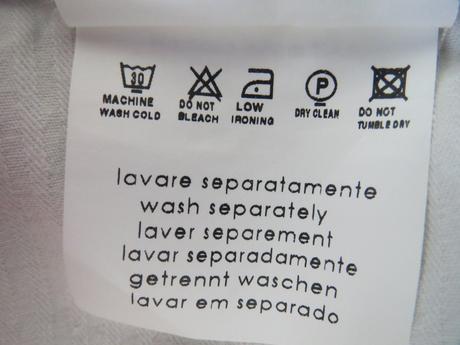 30 P
MACHINE WASH COLD
DO NOT BLEACH
LOW IRONING
DRY CLEAN
DO NOT TUMBLE DRY
lavare separatamente
wash separately
laver separement
lavar separadamente
getrennt waschen
lavar em separado